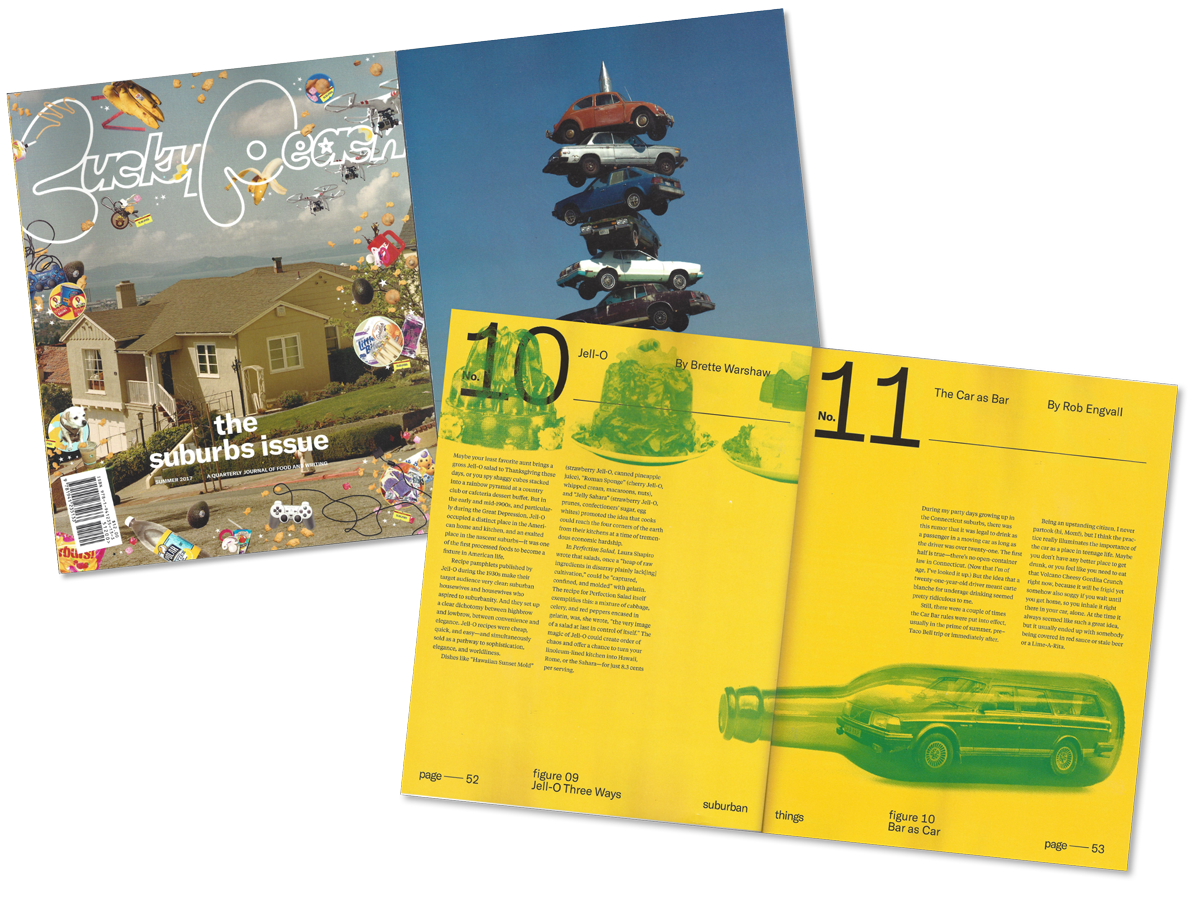 Lucky Peach
the
suburbs issue
SUMMER 2017
A QUARTERLY JOURNAL OF FOOD AND WRITING
No. 10
Jell-O
By Brette Warshaw
Maybe your least favorite aunt brings a
gross Jell-O salad to Thanksgiving these
days, or you spy shaggy cubes stacked
into a rainbow pyramid at a country
club or cafeteria dessert buffet. But in
the early and mid-1900s, and particular-
ly during the Great Depression, Jell-O
occupied a distinct place in the Ameri-
can home and kitchen, and an exalted
place in the nascent suburbs—it was one
of the first processed foods to become a
fixture in American life.
Recipe pamphlets published by
Jell-O during the 1930s make their
target audience very clear: suburban
housewives and housewives who
aspired to suburbanity. And they set up
a clear dichotomy between highbrow
and lowbrow, between convenience and
elegance. Jell-O recipes were cheap,
quick, and easy—and simultaneously
sold as a pathway to sophistication,
elegance, and worldliness.
Dishes like "Hawaiian Sunset Mold"
(strawberry Jell-O, canned pineapple
juice), "Roman Sponge" (cherry Jell-O,
whipped cream, macaroons, nuts),
and "Jelly Sahara" (strawberry Jell-O,
prunes, confectioners' sugar, egg
whites) promised the idea that cooks
could reach the four corners of the earth
from their kitchens at a time of tremen-
dous economic hardship.
In Perfection Salad, Laura Shapiro
wrote that salads, once a "heap of raw
ingredients in disarray plainly lack[ing]
cultivation," could be "captured,
confined, and molded" with gelatin.
The recipe for Perfection Salad itself
exemplifies this: a mixture of cabbage,
celery, and red peppers encased in
gelatin, was, she wrote, "the very image
of a salad at last in control of itself." The
magic of Jell-O could create order of
chaos and offer a chance to turn your
linoleum-lined kitchen into Hawaii,
Rome, or the Sahara—for just 8.3 cents
per serving.
page — 52
figure 09
Jell-O Three Ways
suburban
No. 11
The Car as Bar
By Rob Engvall
During my party days growing up in
the Connecticut suburbs, there was
this rumor that it was legal to drink as
a passenger in a moving car as long as
the driver was over twenty-one. The first
half is true—there's no open-container
law in Connecticut. (Now that I'm of
age, I've looked it up.) But the idea that a
twenty-one-year-old driver meant carte
blanche for underage drinking seemed
pretty ridiculous to me.
Still, there were a couple of times
the Car Bar rules were put into effect,
usually in the prime of summer, pre–
Taco Bell trip or immediately after.
Being an upstanding citizen, I never
partook (hi, Mom!), but I think the prac-
tice really illuminates the importance of
the car as a place in teenage life. Maybe
you don't have any better place to get
drunk, or you feel like you need to eat
that Volcano Cheesy Gordita Crunch
right now, because it will be frigid yet
somehow also soggy if you wait until
you get home, so you inhale it right
there in your car, alone. At the time it
always seemed like such a great idea,
but it usually ended up with somebody
being covered in red sauce or stale beer
or a Lime-A-Rita.
things
figure 10
Bar as Car
page — 53